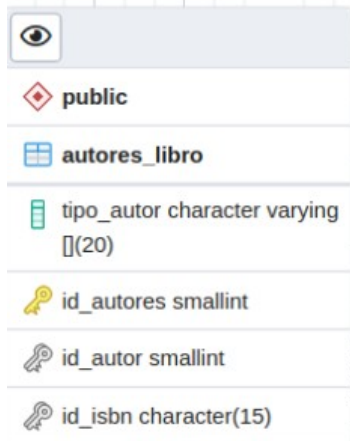 public
autores_libro
tipo_autor character varying
[](20)
id_autores smallint
id_autor smallint
id_isbn character(15)